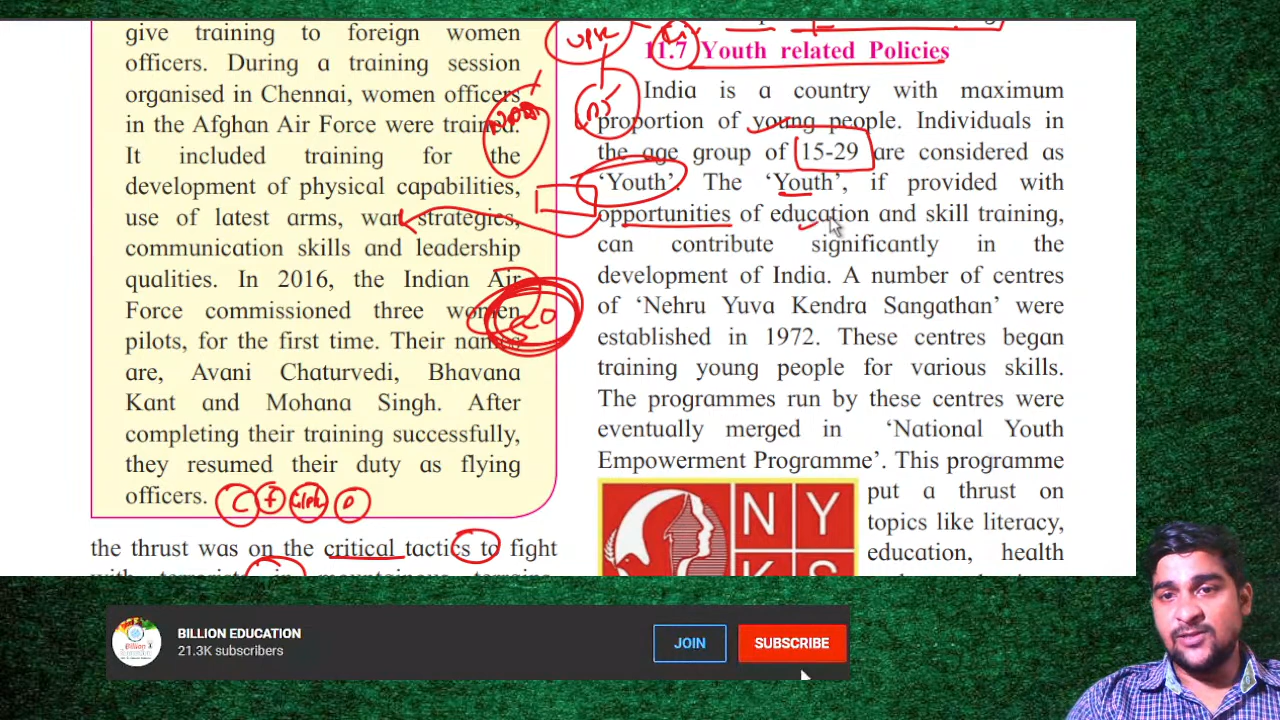 give training to foreign women
officers. During a training session
organised in Chennai, women officers
in the Afghan Air Force were trained.
It included training for the
development of physical capabilities,
use of latest arms, war strategies,
communication skills and leadership
qualities. In 2016, the Indian Air
Force commissioned three women
pilots, for the first time. Their names
are, Avani Chaturvedi, Bhavana
Kant and Mohana Singh. After
completing their training successfully,
they resumed their duty as flying
officers.
the thrust was on the critical tactics to fight
11.7 Youth related Policies
India is a country with maximum
proportion of young people. Individuals in
the age group of 15-29 are considered as
‘Youth’. The ‘Youth’, if provided with
opportunities of education and skill training,
can contribute significantly in the
development of India. A number of centres
of ‘Nehru Yuva Kendra Sangathan’ were
established in 1972. These centres began
training young people for various skills.
The programmes run by these centres were
eventually merged in ‘National Youth
Empowerment Programme’. This programme
put a thrust on
topics like literacy,
education, health
NY
KS
BILLION EDUCATION
21.3K subscribers
JOIN
SUBSCRIBE